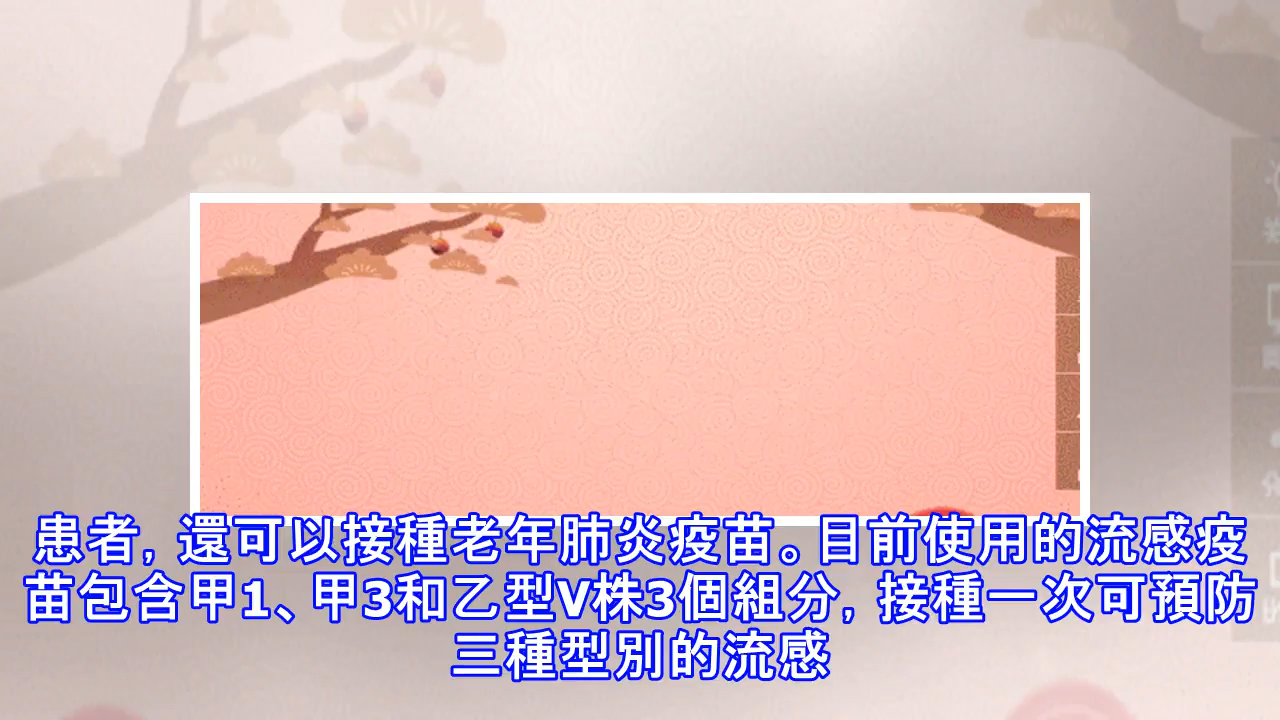 患者，還可以接種老年肺炎疫苗。目前使用的流感疫
苗包含甲1、甲3和乙型V株3個組分，接種一次可預防
三種型別的流感